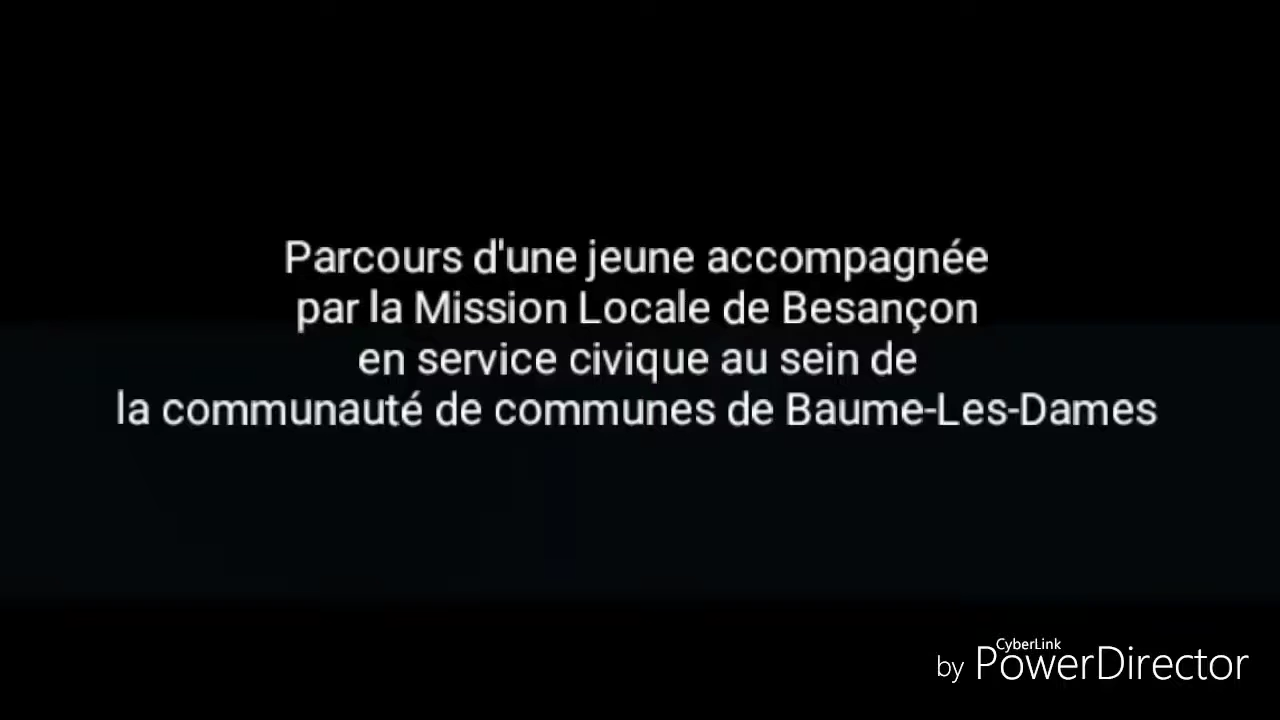 Parcours d'une jeune accompagnée
par la Mission Locale de Besançon
en service civique au sein de
la communauté de communes de Baume-Les-Dames
CyberLink
by PowerDirector